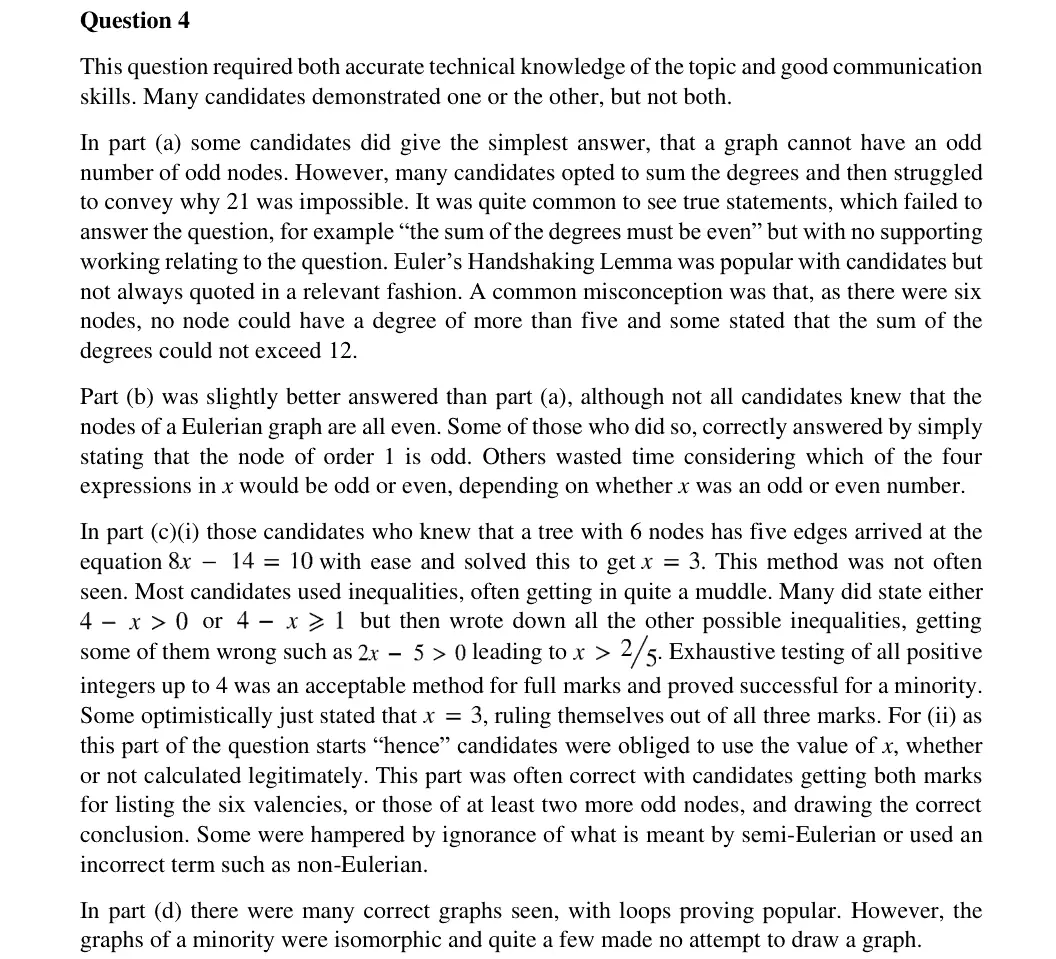 Question 4
This question required both accurate technical knowledge of the topic and good communication
skills. Many candidates demonstrated one or the other, but not both.
In part (a) some candidates did give the simplest answer, that a graph cannot have an odd
number of odd nodes. However, many candidates opted to sum the degrees and then struggled
to convey why 21 was impossible. It was quite common to see true statements, which failed to
answer the question, for example “the sum of the degrees must be even” but with no supporting
working relating to the question. Euler’s Handshaking Lemma was popular with candidates but
not always quoted in a relevant fashion. A common misconception was that, as there were six
nodes, no node could have a degree of more than five and some stated that the sum of the
degrees could not exceed 12.
Part (b) was slightly better answered than part (a), although not all candidates knew that the
nodes of a Eulerian graph are all even. Some of those who did so, correctly answered by simply
stating that the node of order 1 is odd. Others wasted time considering which of the four
expressions in x would be odd or even, depending on whether x was an odd or even number.
In part (c)(i) those candidates who knew that a tree with 6 nodes has five edges arrived at the
equation 8x − 14 = 10 with ease and solved this to get x = 3. This method was not often
seen. Most candidates used inequalities, often getting in quite a muddle. Many did state either
4 − x > 0 or 4 − x ⩾ 1 but then wrote down all the other possible inequalities, getting
some of them wrong such as 2x − 5 > 0 leading to x > 2/5. Exhaustive testing of all positive
integers up to 4 was an acceptable method for full marks and proved successful for a minority.
Some optimistically just stated that x = 3, ruling themselves out of all three marks. For (ii) as
this part of the question starts “hence” candidates were obliged to use the value of x, whether
or not calculated legitimately. This part was often correct with candidates getting both marks
for listing the six valencies, or those of at least two more odd nodes, and drawing the correct
conclusion. Some were hampered by ignorance of what is meant by semi-Eulerian or used an
incorrect term such as non-Eulerian.
In part (d) there were many correct graphs seen, with loops proving popular. However, the
graphs of a minority were isomorphic and quite a few made no attempt to draw a graph.